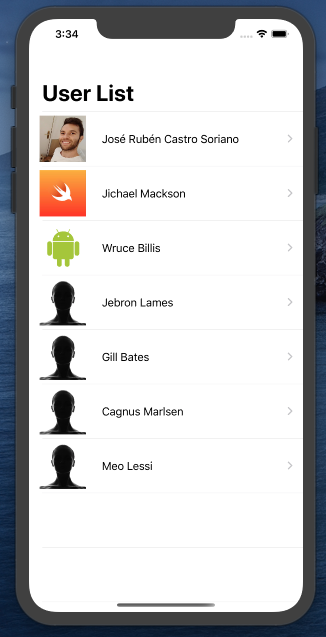 3:34
User List
José Rubén Castro Soriano
Jichael Mackson
Wruce Billis
Jebron Lames
Gill Bates
Cagnus Marlsen
Meo Lessi